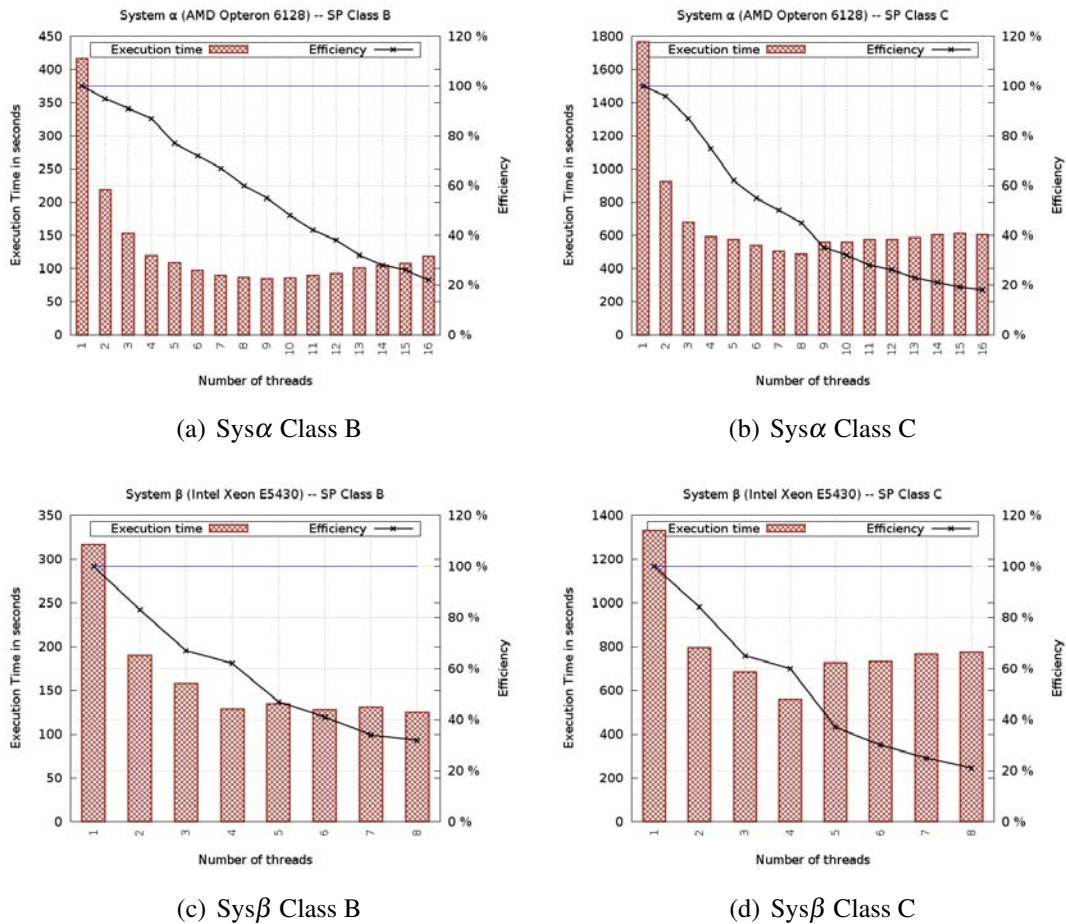 System α (AMD Opteron 6128) -- SP Class B
Execution time
Efficiency
Execution Time in seconds
450
400
350
300
250
200
150
100
50
0
120 %
100 %
80 %
60 %
40 %
20 %
0 %
Efficiency
1 2 3 4 5 6 7 8 9 10 11 12 13 14 15 16
Number of threads
(a) Sysα Class B
System α (AMD Opteron 6128) -- SP Class C
Execution time
Efficiency
Execution Time in seconds
1800
1600
1400
1200
1000
800
600
400
200
0
120 %
100 %
80 %
60 %
40 %
20 %
0 %
Efficiency
1 2 3 4 5 6 7 8 9 10 11 12 13 14 15 16
Number of threads
(b) Sysα Class C
System β (Intel Xeon E5430) -- SP Class B
Execution time
Efficiency
Execution Time in seconds
350
300
250
200
150
100
50
0
120 %
100 %
80 %
60 %
40 %
20 %
0 %
Efficiency
1 2 3 4 5 6 7 8
Number of threads
(c) Sysβ Class B
System β (Intel Xeon E5430) -- SP Class C
Execution time
Efficiency
Execution Time in seconds
1400
1200
1000
800
600
400
200
0
120 %
100 %
80 %
60 %
40 %
20 %
0 %
Efficiency
1 2 3 4 5 6 7 8
Number of threads
(d) Sysβ Class C